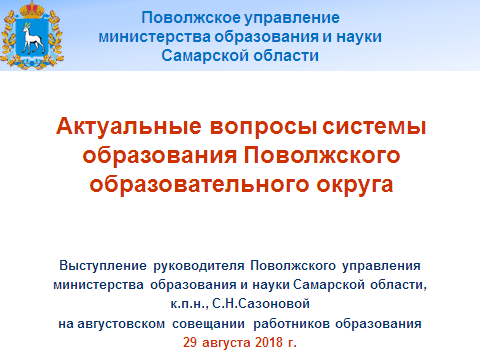 Поволжское управление
министерства образования и науки
Самарской области
Актуальные вопросы системы
образования Поволжского
образовательного округа
Выступление руководителя Поволжского управления
министерства образования и науки Самарской области,
к.п.н., С.Н.Сазоновой
на августовском совещании работников образования
29 августа 2018 г.